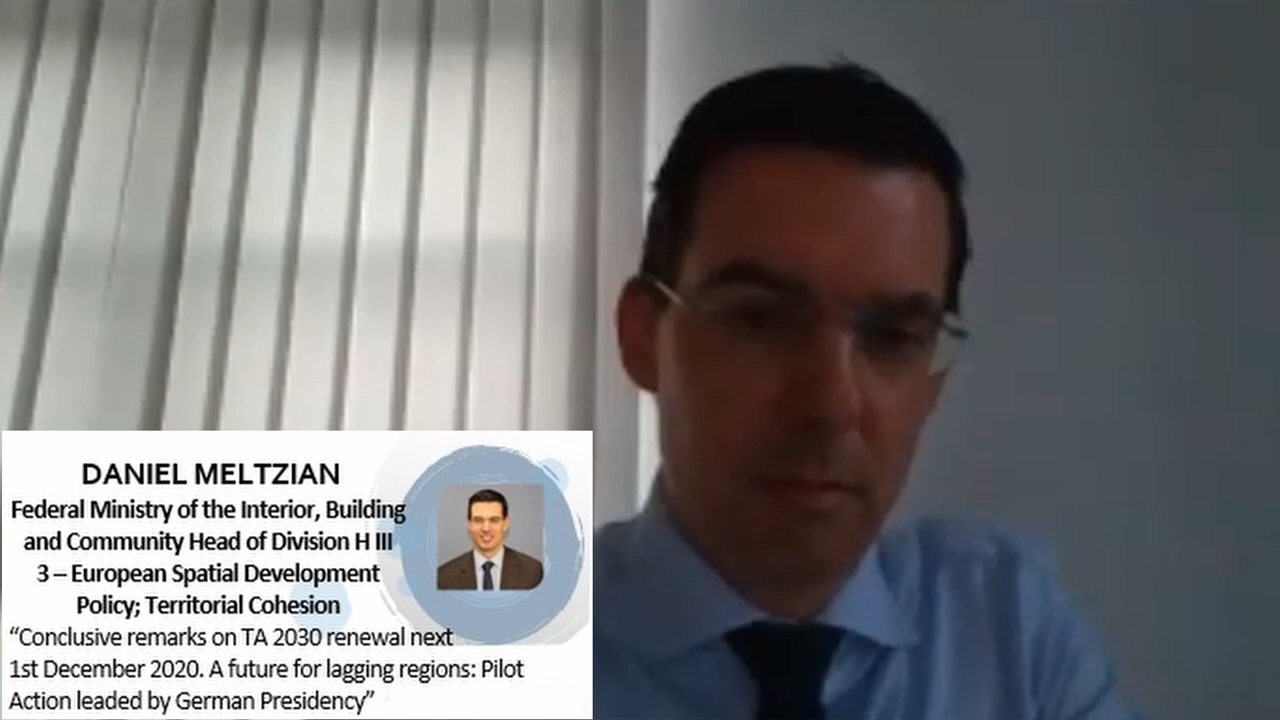 DANIEL MELTZIAN
Federal Ministry of the Interior, Building
and Community Head of Division H III
3 – European Spatial Development
Policy; Territorial Cohesion
“Conclusive remarks on TA 2030 renewal next
1st December 2020. A future for lagging regions: Pilot
Action leaded by German Presidency”